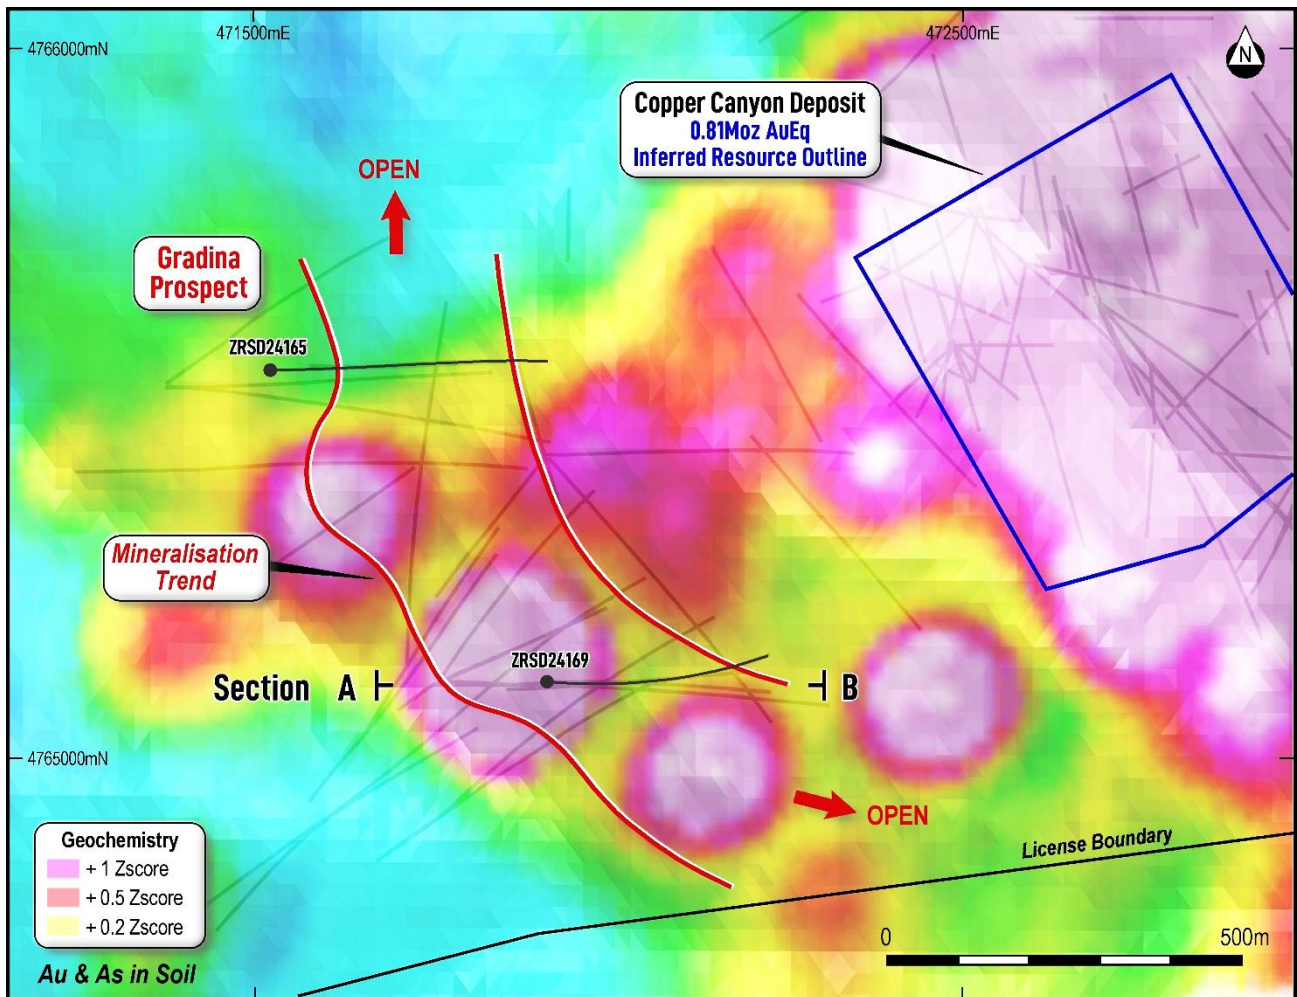 471500mE
472500mE
4766000mN
N
Copper Canyon Deposit
0.81Moz AuEq
Inferred Resource Outline
OPEN
Gradina
Prospect
ZRSD24165
Mineralisation
Trend
ZRSD24169
Section A
B
4765000mN
OPEN
License Boundary
Geochemistry
+ 1 Zscore
+ 0.5 Zscore
+ 0.2 Zscore
Au & As in Soil
0
500m